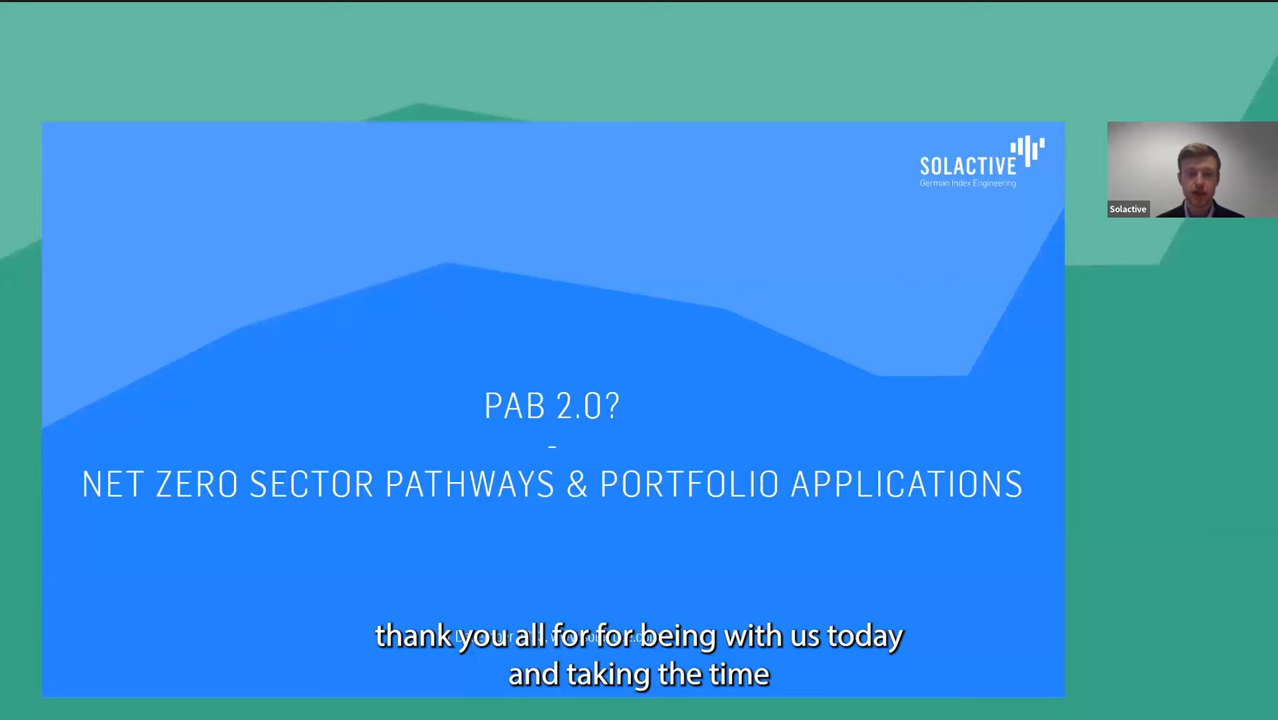 SOLACTIVE
German Index Engineering
Solactive
PAB 2.0?
-
NET ZERO SECTOR PATHWAYS & PORTFOLIO APPLICATIONS
thank you all for for being with us today
and taking the time